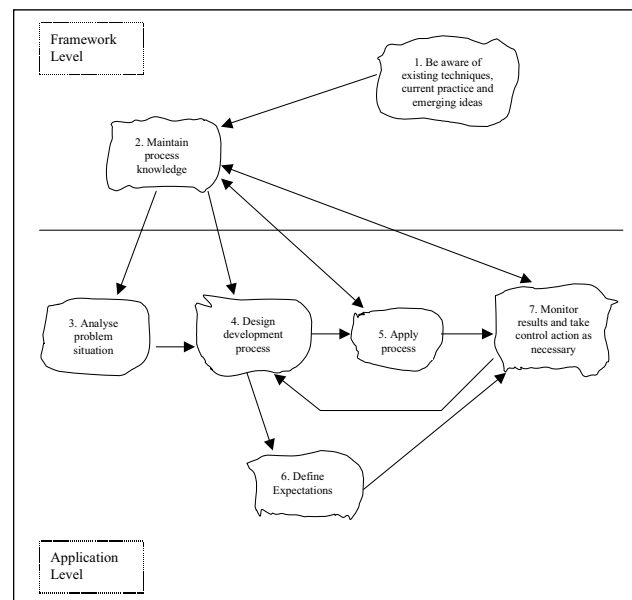 Framework
Level
1. Be aware of
existing techniques,
current practice and
emerging ideas
2. Maintain
process
knowledge
3. Analyse
problem
situation
4. Design
development
process
5. Apply
process
7. Monitor
results and take
control action as
necessary
6. Define
Expectations
Application
Level